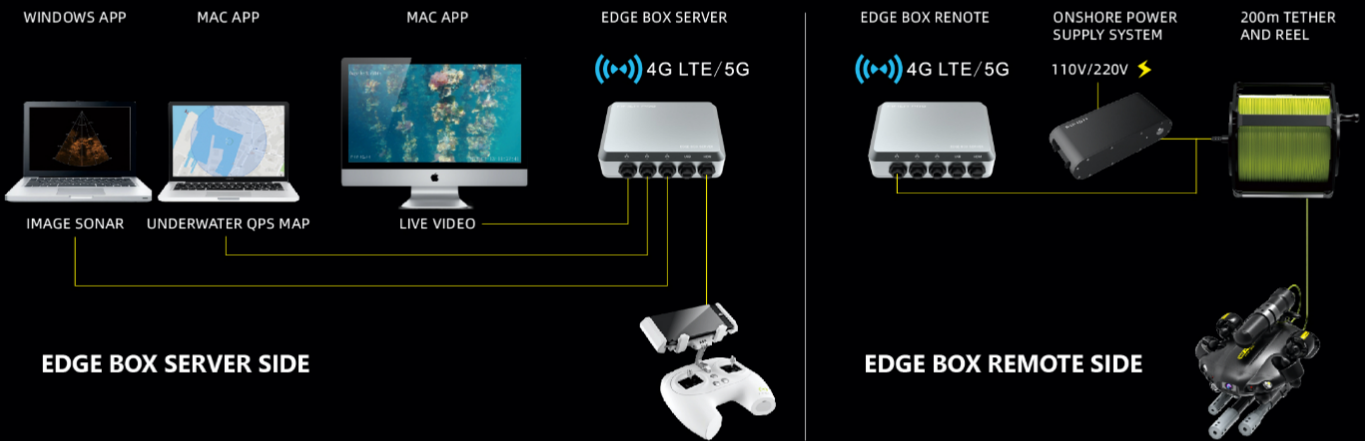 WINDOWS APP
MAC APP
MAC APP
EDGE BOX SERVER
4G LTE/5G
IMAGE SONAR
UNDERWATER QPS MAP
LIVE VIDEO
EDGE BOX SERVER SIDE
EDGE BOX RENOTE
ONSHORE POWER
SUPPLY SYSTEM
200m TETHER
AND REEL
4G LTE/5G
110V/220V
EDGE BOX REMOTE SIDE